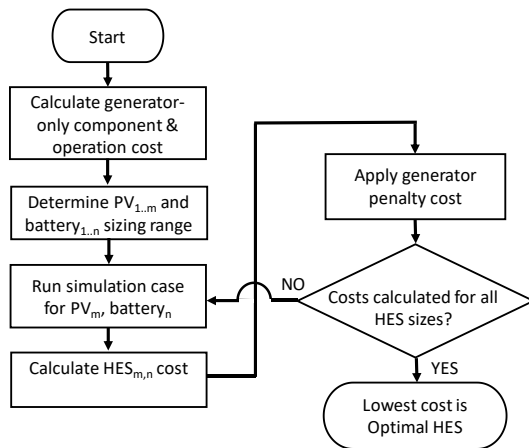 Start
Calculate generator-
only component &
operation cost
Determine PV₁..ₘ and
battery₁..ₙ sizing range
Run simulation case
for PVₘ, batteryₙ
Calculate HESₘ,ₙ cost
Apply generator
penalty cost
NO
Costs calculated for all
HES sizes?
YES
Lowest cost is
Optimal HES